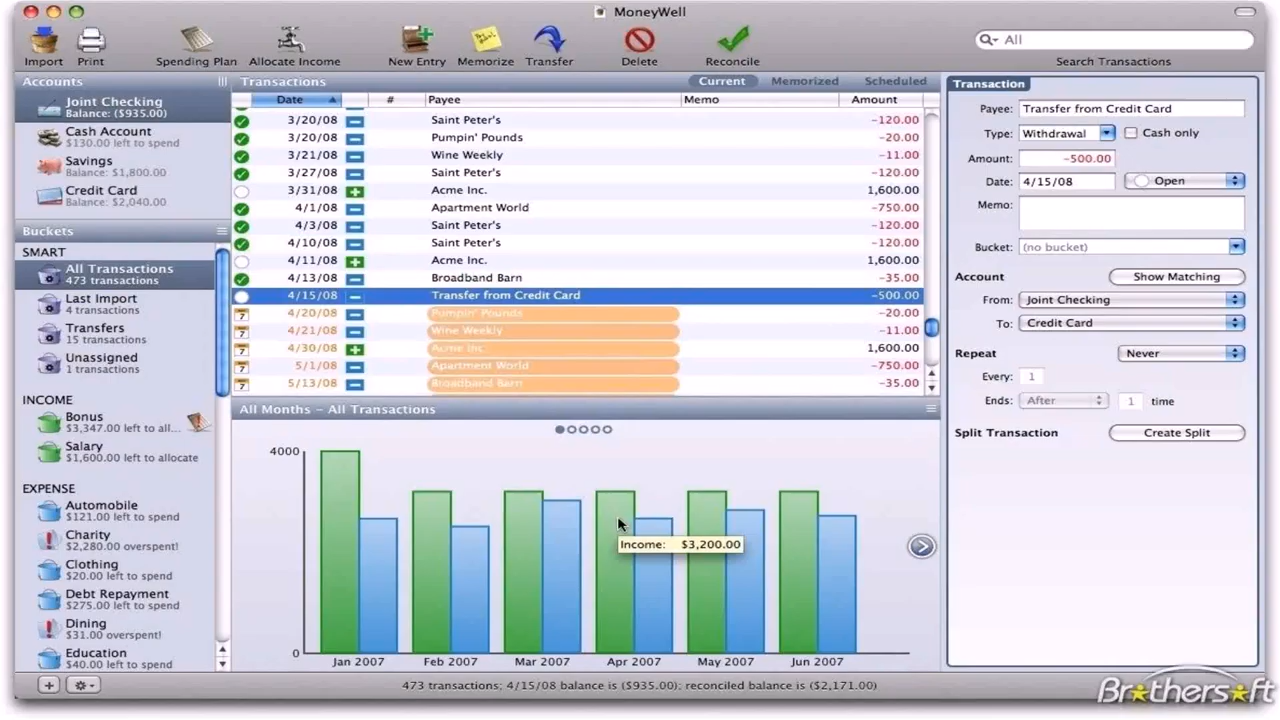 MoneyWell
Import Print Spending Plan Allocate Income New Entry Memorize Transfer Delete Reconcile
All
Search Transactions
Accounts
Joint Checking
Balance: ($935.00)
Cash Account
$130.00 left to spend
Savings
Balance: $1,800.00
Credit Card
Balance: $2,040.00
Buckets
SMART
All Transactions
473 transactions
Last Import
4 transactions
Transfers
15 transactions
Unassigned
1 transactions
INCOME
Bonus
$3,347.00 left to all...
Salary
$1,600.00 left to allocate
EXPENSE
Automobile
$121.00 left to spend
Charity
$2,280.00 overspent!
Clothing
$20.00 left to spend
Debt Repayment
$275.00 left to spend
Dining
$31.00 overspent!
Education
$40.00 left to spend
Transactions Current Memorized Scheduled
Date # Payee Memo Amount
3/20/08 Saint Peter's -120.00
3/20/08 Pumpin' Pounds -20.00
3/21/08 Wine Weekly -11.00
3/27/08 Saint Peter's -120.00
3/31/08 Acme Inc. 1,600.00
4/1/08 Apartment World -750.00
4/3/08 Saint Peter's -120.00
4/10/08 Saint Peter's -120.00
4/11/08 Acme Inc. 1,600.00
4/13/08 Broadband Barn -35.00
4/15/08 Transfer from Credit Card -500.00
7 4/20/08 Pumpin' Pounds -20.00
7 4/21/08 Wine Weekly -11.00
7 4/30/08 Acme Inc. 1,600.00
7 5/1/08 Apartment World -750.00
7 5/13/08 Broadband Barn -35.00
All Months - All Transactions
4000
Income: $3,200.00
0
Jan 2007 Feb 2007 Mar 2007 Apr 2007 May 2007 Jun 2007
473 transactions; 4/15/08 balance is ($935.00); reconciled balance is ($2,171.00)
Transaction
Payee: Transfer from Credit Card
Type: Withdrawal Cash only
Amount: -500.00
Date: 4/15/08 Open
Memo:
Bucket: (no bucket)
Account Show Matching
From: Joint Checking
To: Credit Card
Repeat Never
Every: 1
Ends: After 1 time
Split Transaction Create Split
Brothersoft